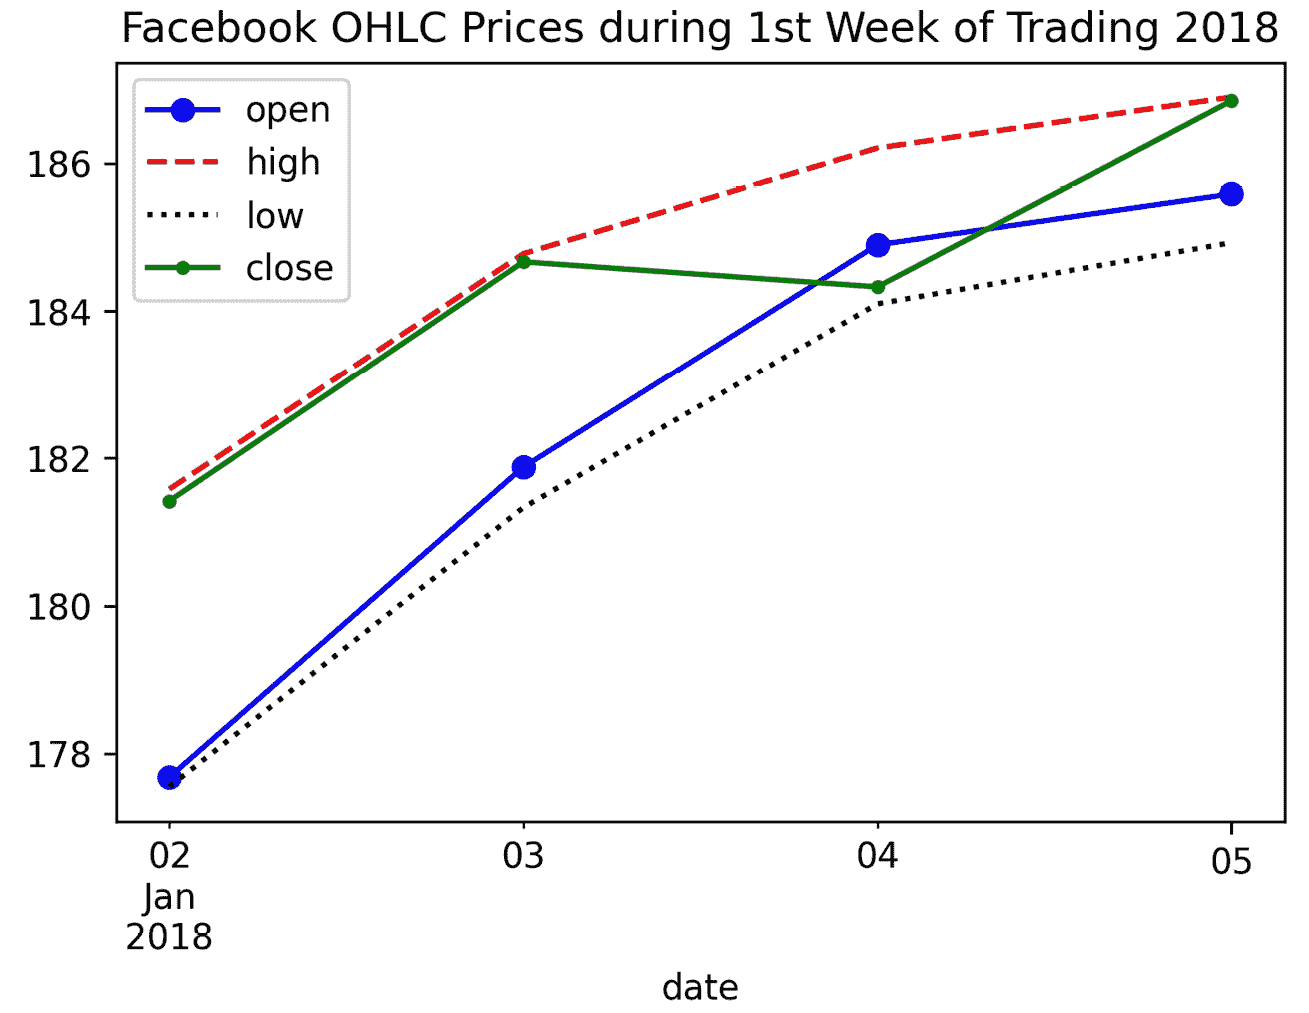 Facebook OHLC Prices during 1st Week of Trading 2018
open
high
low
close
186
184
182
180
178
02 03 04 05
Jan
2018
date